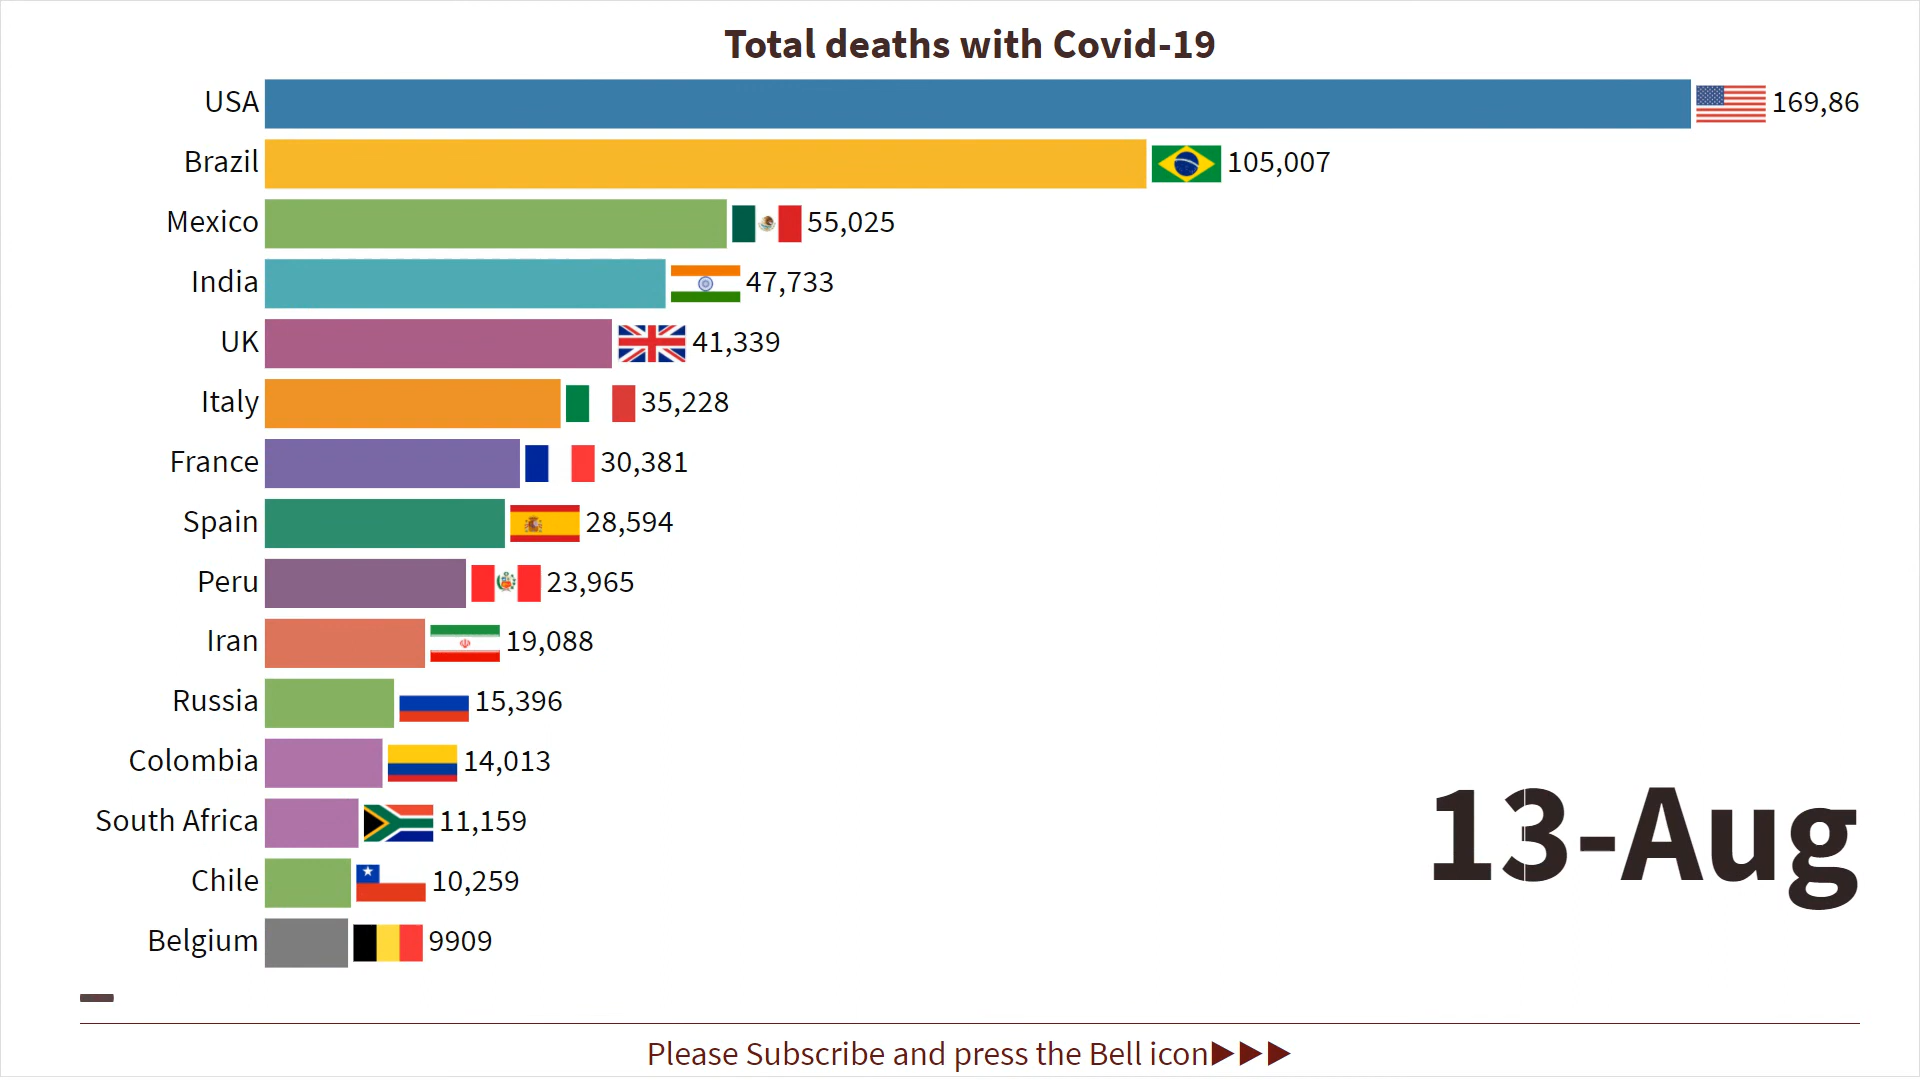 Total deaths with Covid-19
USA 169,86
Brazil 105,007
Mexico 55,025
India 47,733
UK 41,339
Italy 35,228
France 30,381
Spain 28,594
Peru 23,965
Iran 19,088
Russia 15,396
Colombia 14,013
South Africa 11,159
Chile 10,259
Belgium 9909
13-Aug
Please Subscribe and press the Bell icon▶▶▶